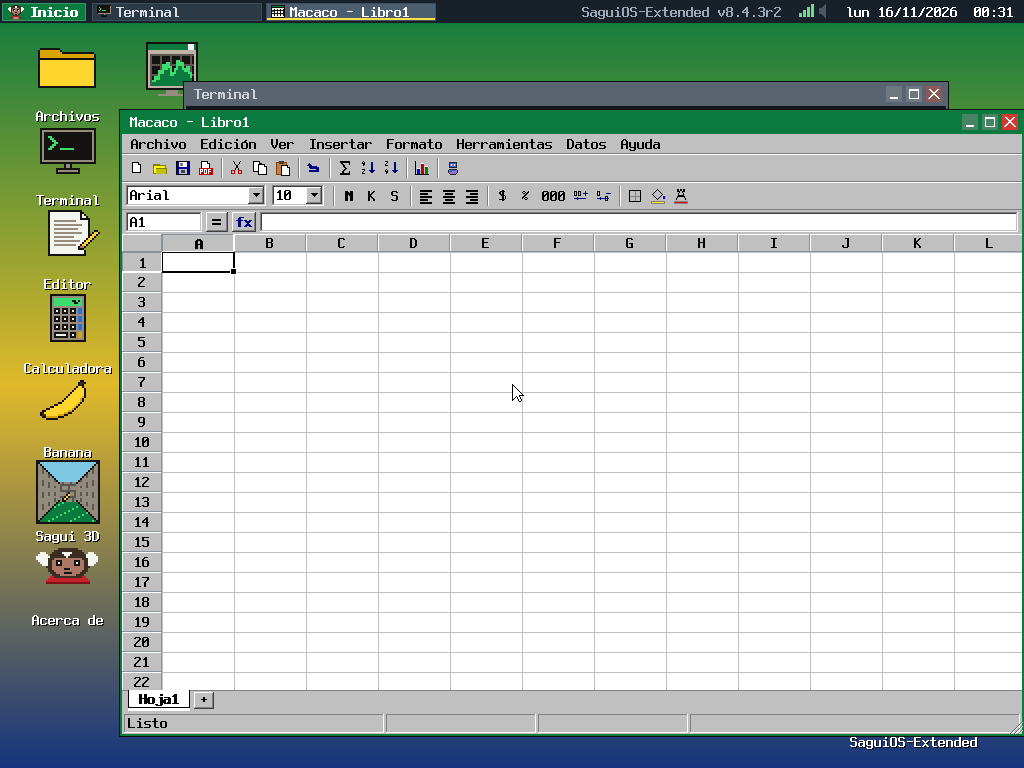 Inicio Terminal Macaco - Libro1 SaguiOS-Extended v8.4.3r2 lun 16/11/2026 00:31
Archivos
Terminal
Editor
Calculadora
Banana
Sagui 3D
Acerca de
Terminal
Macaco - Libro1
Archivo Edición Ver Insertar Formato Herramientas Datos Ayuda
Arial 10 N K S $ % 000
A1 = fx
A B C D E F G H I J K L
1
2
3
4
5
6
7
8
9
10
11
12
13
14
15
16
17
18
19
20
21
22
Hoja1 +
Listo
SaguiOS-Extended